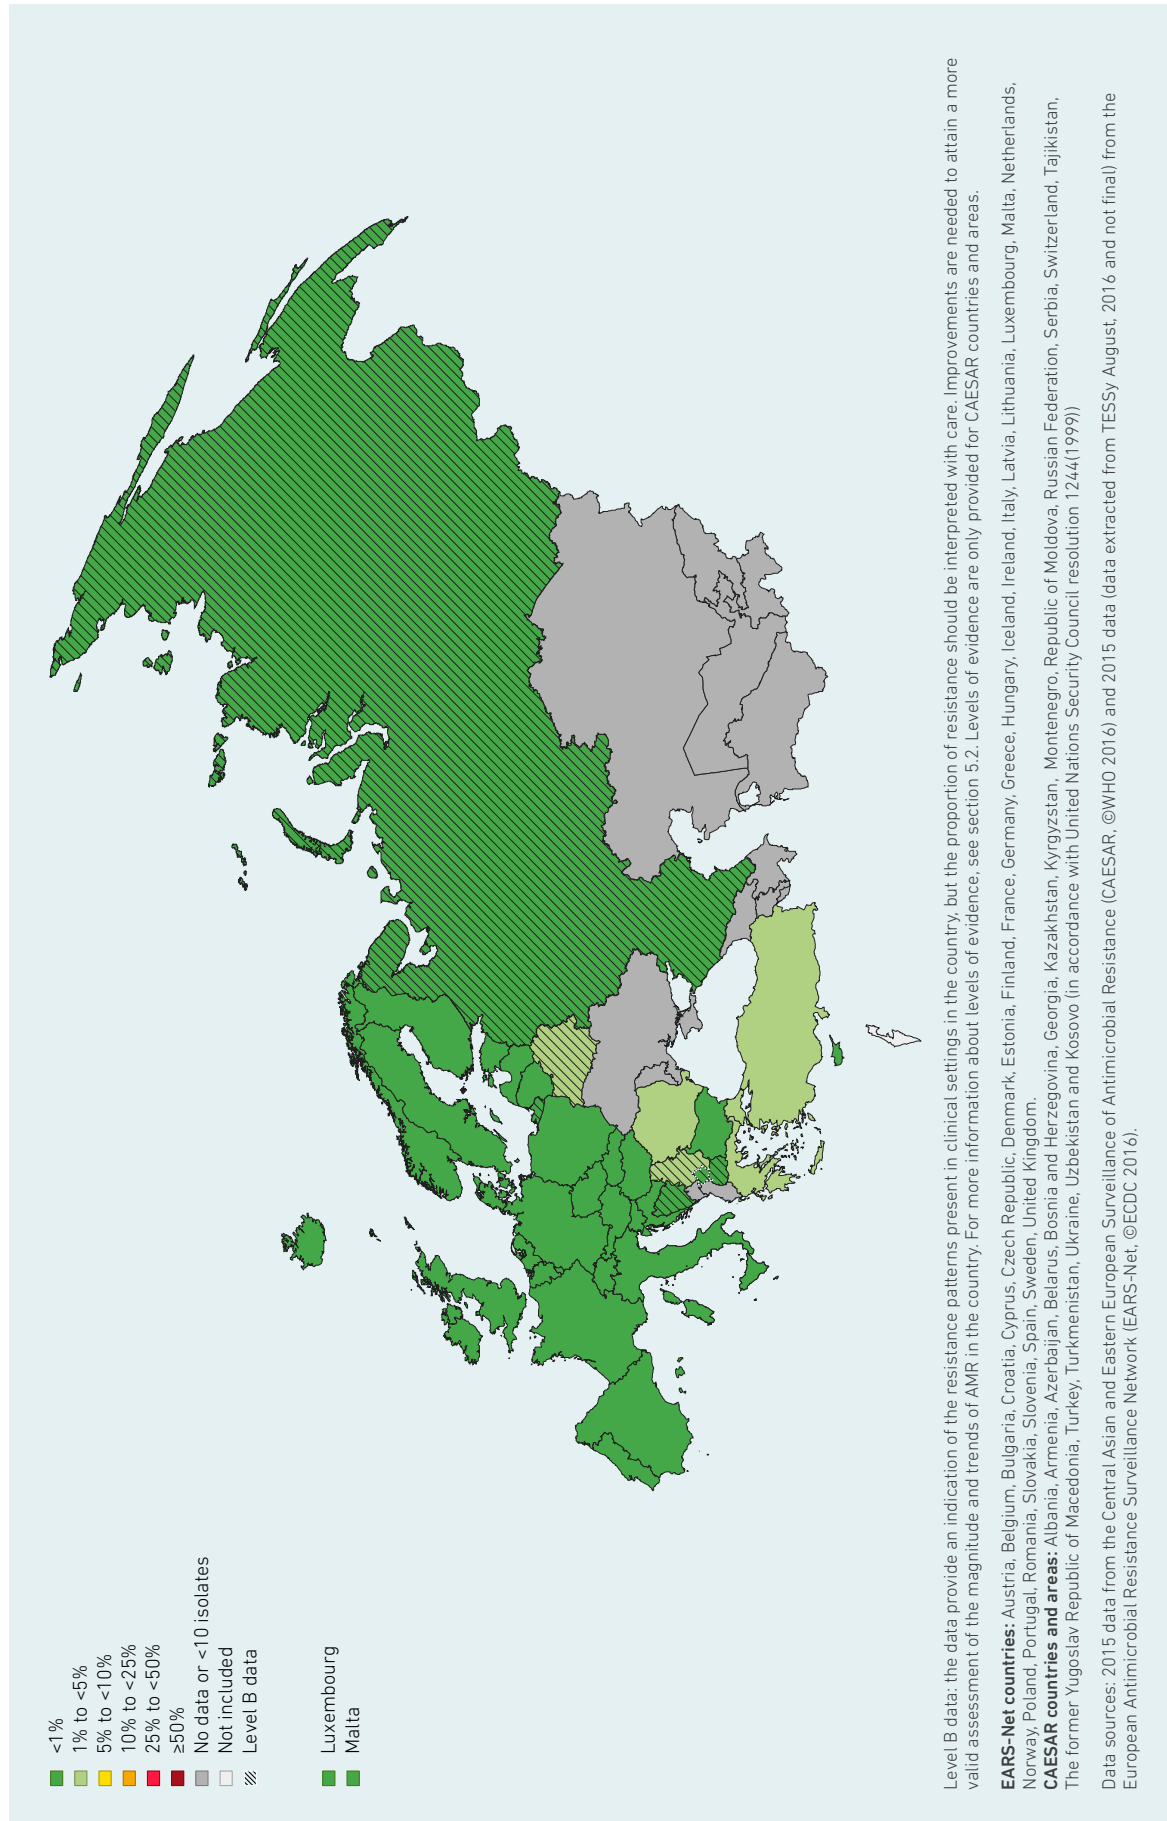 <1%
1% to <5%
5% to <10%
10% to <25%
25% to <50%
≥50%
No data or <10 isolates
Not included
Level B data
Luxembourg
Malta
Level B data: the data provide an indication of the resistance patterns present in clinical settings in the country, but the proportion of resistance should be interpreted with care. Improvements are needed to attain a more
valid assessment of the magnitude and trends of AMR in the country. For more information about levels of evidence, see section 5.2. Levels of evidence are only provided for CAESAR countries and areas.
EARS-Net countries: Austria, Belgium, Bulgaria, Croatia, Cyprus, Czech Republic, Denmark, Estonia, Finland, France, Germany, Greece, Hungary, Iceland, Ireland, Italy, Latvia, Lithuania, Luxembourg, Malta, Netherlands,
Norway, Poland, Portugal, Romania, Slovakia, Slovenia, Spain, Sweden, United Kingdom.
CAESAR countries and areas: Albania, Armenia, Azerbaijan, Belarus, Bosnia and Herzegovina, Georgia, Kazakhstan, Kyrgyzstan, Montenegro, Republic of Moldova, Russian Federation, Serbia, Switzerland, Tajikistan,
The former Yugoslav Republic of Macedonia, Turkey, Turkmenistan, Ukraine, Uzbekistan and Kosovo (in accordance with United Nations Security Council resolution 1244(1999))
Data sources: 2015 data from the Central Asian and Eastern European Surveillance of Antimicrobial Resistance (CAESAR, ©WHO 2016) and 2015 data (data extracted from TESSy August, 2016 and not final) from the
European Antimicrobial Resistance Surveillance Network (EARS-Net, ©ECDC 2016).